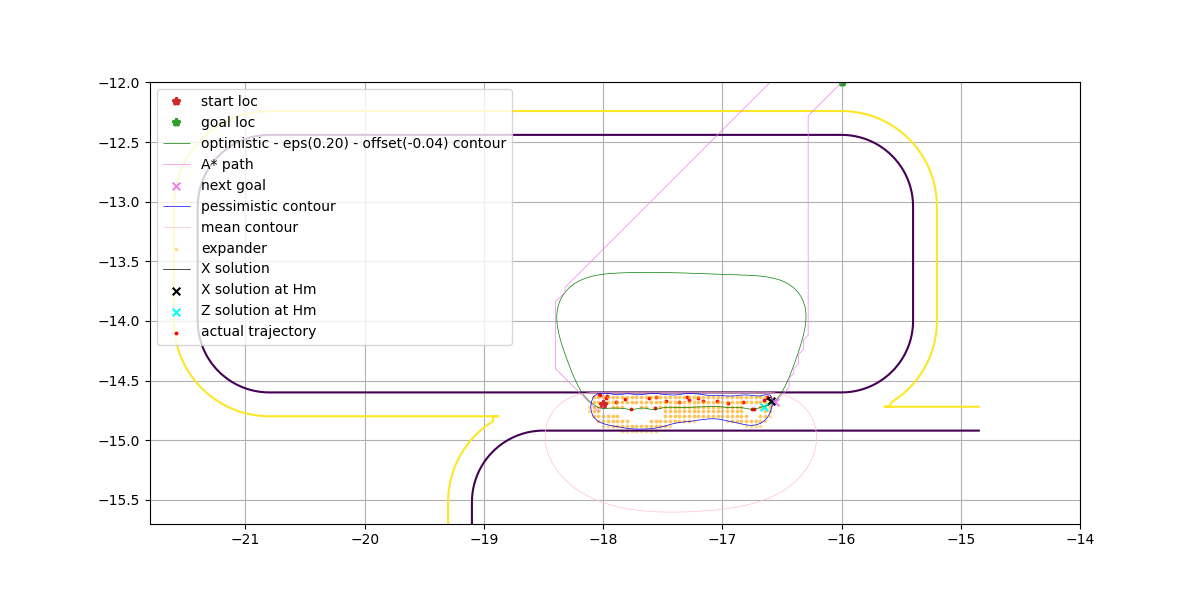 −12.0
−12.5
−13.0
−13.5
−14.0
−14.5
−15.0
−15.5
start loc
goal loc
optimistic - eps(0.20) - offset(-0.04) contour
A* path
next goal
pessimistic contour
mean contour
expander
X solution
X solution at Hm
Z solution at Hm
actual trajectory
−21 −20 −19 −18 −17 −16 −15 −14